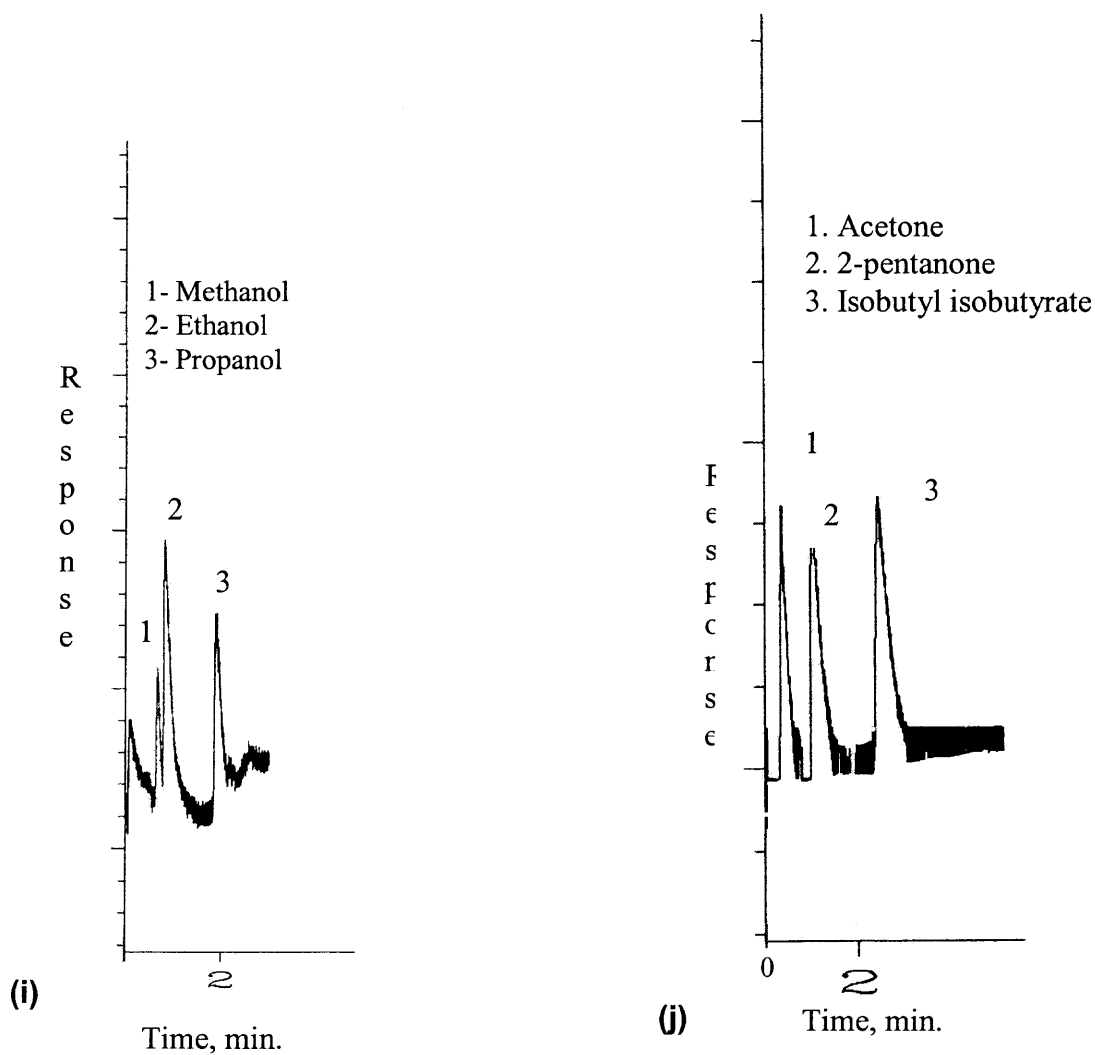 1- Methanol
2- Ethanol
3- Propanol
Response
1
2
3
2
(i)
Time, min.
1. Acetone
2. 2-pentanone
3. Isobutyl isobutyrate
1
2
3
0
2
(j)
Time, min.